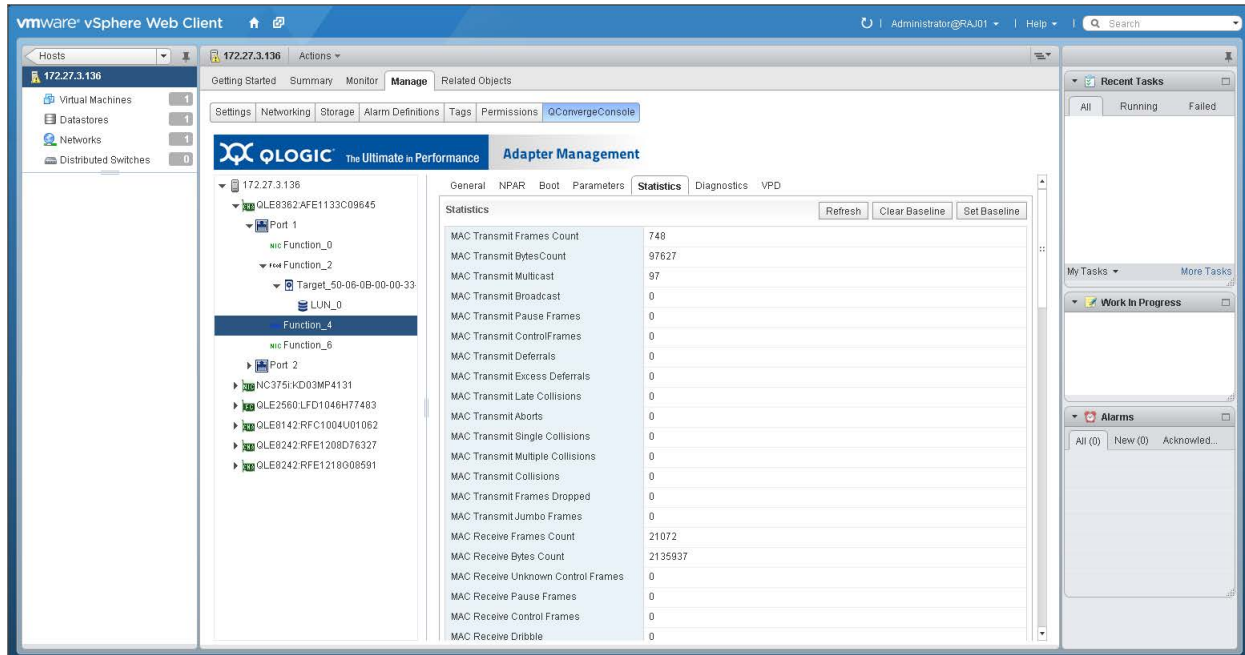 vmware® vSphere Web Client
Administrator@RAJ01
Help
Search
Hosts
172.27.3.136
Virtual Machines 1
Datastores 1
Networks 1
Distributed Switches 0
172.27.3.136 Actions
Getting Started Summary Monitor Manage Related Objects
Settings Networking Storage Alarm Definitions Tags Permissions QConvergeConsole
QLOGIC The Ultimate in Performance Adapter Management
172.27.3.136
QLE8362:AFE1133C09645
Port 1
NIC Function_0
FCoE Function_2
Target_50-06-0B-00-00-33-
LUN_0
Function_4
NIC Function_6
Port 2
NC375i:KD03MP4131
QLE2560:LFD1046H77483
QLE8142:RFC1004U01062
QLE8242:RFE1208D76327
QLE8242:RFE1218G08591
General NPAR Boot Parameters Statistics Diagnostics VPD
Statistics Refresh Clear Baseline Set Baseline
MAC Transmit Frames Count 748
MAC Transmit BytesCount 97627
MAC Transmit Multicast 97
MAC Transmit Broadcast 0
MAC Transmit Pause Frames 0
MAC Transmit ControlFrames 0
MAC Transmit Deferrals 0
MAC Transmit Excess Deferrals 0
MAC Transmit Late Collisions 0
MAC Transmit Aborts 0
MAC Transmit Single Collisions 0
MAC Transmit Multiple Collisions 0
MAC Transmit Collisions 0
MAC Transmit Frames Dropped 0
MAC Transmit Jumbo Frames 0
MAC Receive Frames Count 21072
MAC Receive Bytes Count 2135937
MAC Receive Unknown Control Frames 0
MAC Receive Pause Frames 0
MAC Receive Control Frames 0
MAC Receive Dribble 0
Recent Tasks
All Running Failed
My Tasks More Tasks
Work In Progress
Alarms
All (0) New (0) Acknowled...